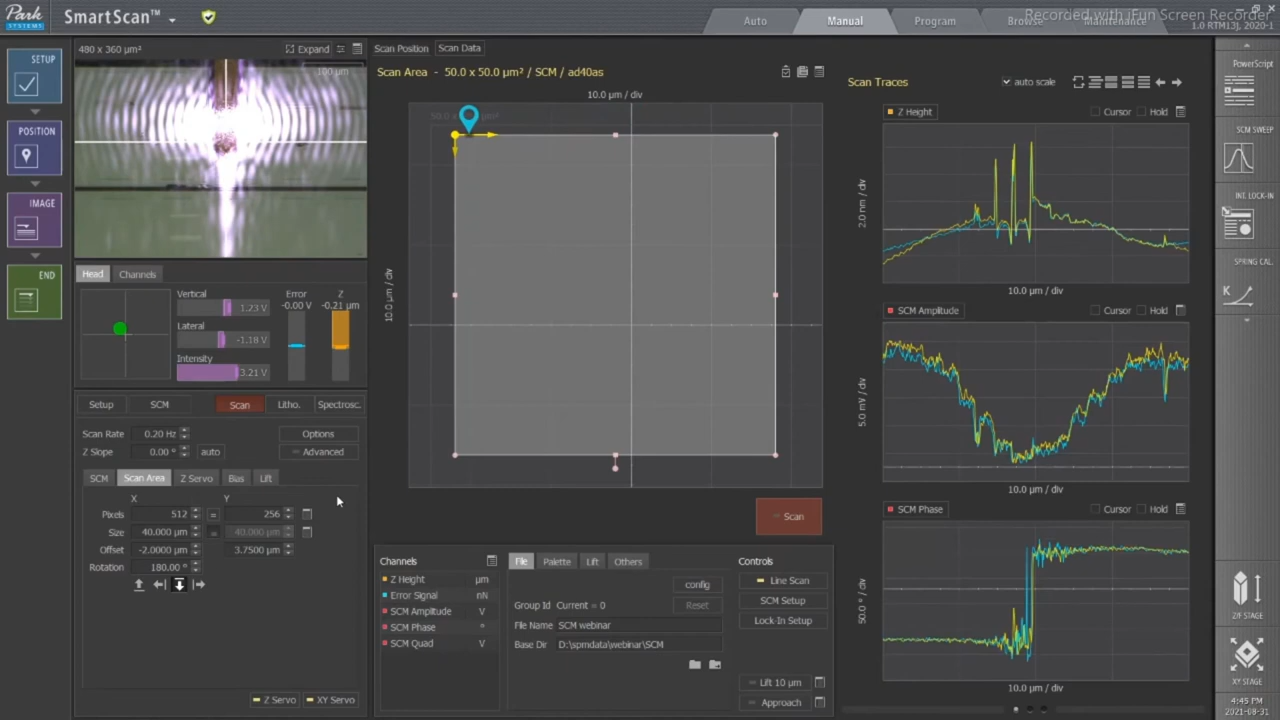 Park SYSTEMS
SmartScan™
Auto
Manual
Program
Browse
Maintenance
Recorded with iFun Screen Recorder
1.0 RTM13j, 2020-1
SETUP
POSITION
IMAGE
END
480 x 360 µm²
Expand
100 µm
Head
Channels
Vertical
1.23 V
Lateral
-1.18 V
Intensity
3.21 V
Error
-0.00 V
Z
-0.21 µm
Setup
SCM
Scan
Litho.
Spectrosc.
Scan Rate
0.20 Hz
Options
Z Slope
0.00 °
auto
Advanced
SCM
Scan Area
Z Servo
Bias
Lift
X
Y
Pixels
512
=
256
Size
40.000 µm
=
40.000 µm
Offset
-2.0000 µm
3.7500 µm
Rotation
180.00 °
Z Servo
XY Servo
Scan Position
Scan Data
Scan Area - 50.0 x 50.0 µm² / SCM / ad40as
10.0 µm / div
10.0 µm / div
Scan
Channels
Z Height µm
Error Signal nN
SCM Amplitude V
SCM Phase °
SCM Quad V
File
Palette
Lift
Others
config
Group Id Current = 0
Reset
File Name SCM webinar
Base Dir D:\spmdata\webinar\SCM
Controls
Line Scan
SCM Setup
Lock-In Setup
Lift 10 µm
Approach
Scan Traces
auto scale
Z Height
Cursor
Hold
2.0 nm / div
10.0 µm / div
SCM Amplitude
Cursor
Hold
5.0 mV / div
10.0 µm / div
SCM Phase
Cursor
Hold
50.0 ° / div
10.0 µm / div
PowerScript
SCM SWEEP
INT. LOCK-IN
SPRING CAL.
K
Z/F STAGE
XY STAGE
4:45 PM
2021-08-31